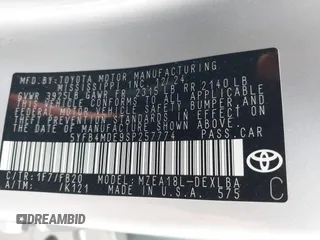 MFD.BY:TOYOTA MOTOR MANUFACTURING
MISSISSIPPI, INC. 12/24
GVWR 3925LB GAWR FR 2315LB RR 2140LB
THIS VEHICLE CONFORMS TO ALL APPLICABLE
FEDERAL MOTOR VEHICLE SAFETY, BUMPER, AND
THEFT PREVENTION STANDARDS IN EFFECT ON
THE DATE OF MANUFACTURE SHOWN ABOVE.
5YFB4MDE9SP257774 PASS.CAR
C/TR:1F7/FB20
A/TM: /K121
MODEL:MZEA18L-DEXLBA
MADE IN U.S.A. 575
TOYOTA
C